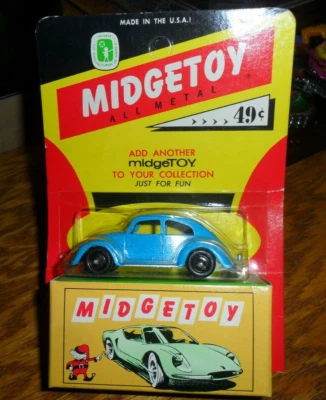 MADE IN THE U.S.A.!
MIDGETOY
ALL METAL
49¢
ADD ANOTHER
midgeTOY
TO YOUR COLLECTION
JUST FOR FUN
MIDGETOY